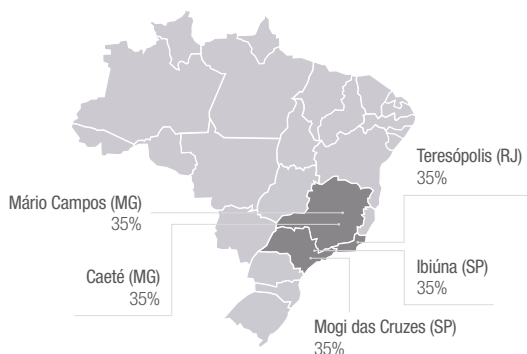 Teresópolis (RJ)
35%
Mário Campos (MG)
35%
Caeté (MG)
35%
Ibiúna (SP)
35%
Mogi das Cruzes (SP)
35%